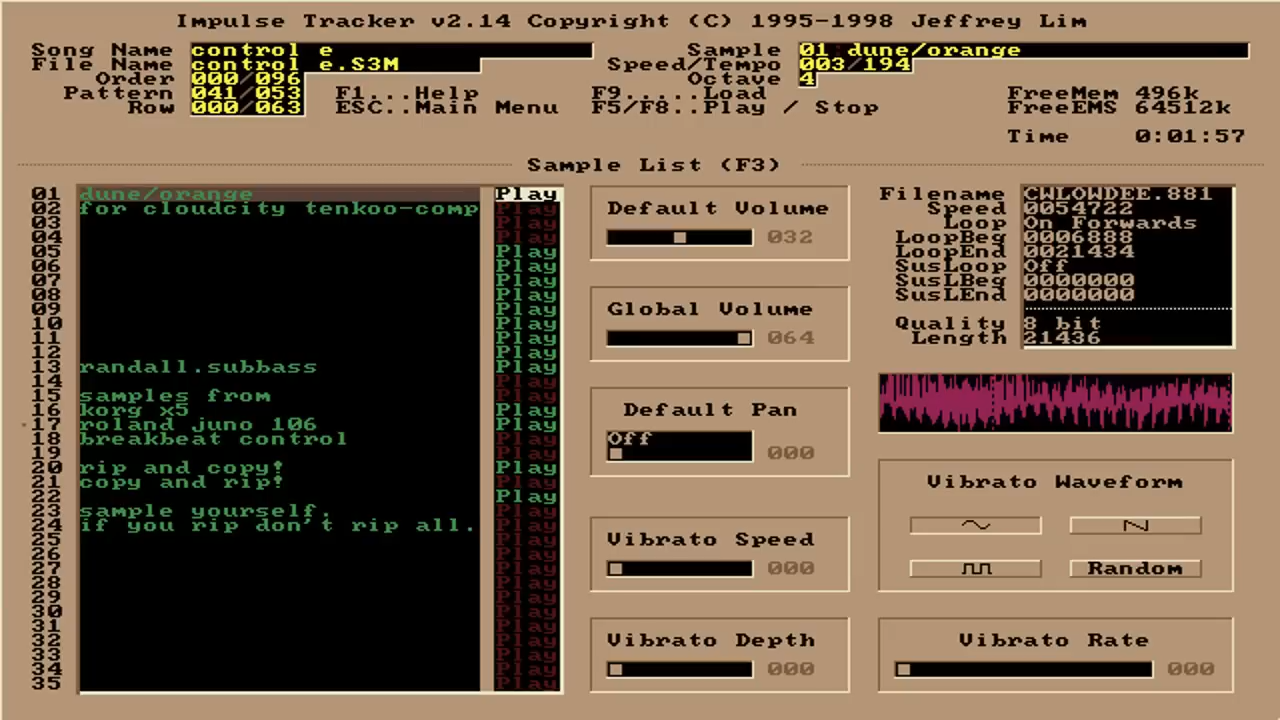 Impulse Tracker v2.14 Copyright (C) 1995-1998 Jeffrey Lim
Song Name control e Sample 01 dune/orange
File Name control e.S3M Speed/Tempo 003/194
Order 000/096 Octave 4
Pattern 041/053 F1...Help F9.....Load FreeMem 496k
Row 000/063 ESC..Main Menu F5/F8..Play / Stop FreeEMS 64512k
Time 0:01:57
Sample List (F3)
01 dune/orange Play
02 for cloudcity tenkoo-comp Play
03 Play
04 Play
05 Play
06 Play
07 Play
08 Play
09 Play
10 Play
11 Play
12 Play
13 randall.subbass Play
14 Play
15 samples from Play
16 korg x5 Play
17 roland juno 106 Play
18 breakbeat control Play
19 Play
20 rip and copy! Play
21 copy and rip! Play
22 Play
23 sample yourself. Play
24 if you rip don't rip all. Play
25 Play
26 Play
27 Play
28 Play
29 Play
30 Play
31 Play
32 Play
33 Play
34 Play
35 Play
Default Volume
032
Global Volume
064
Default Pan
Off
000
Vibrato Speed
000
Vibrato Depth
000
Filename CWLOWDEE.881
Speed 0054722
Loop On Forwards
LoopBeg 0006888
LoopEnd 0021434
SusLoop Off
SusLBeg 0000000
SusLEnd 0000000
Quality 8 bit
Length 21436
Vibrato Waveform
Random
Vibrato Rate
000